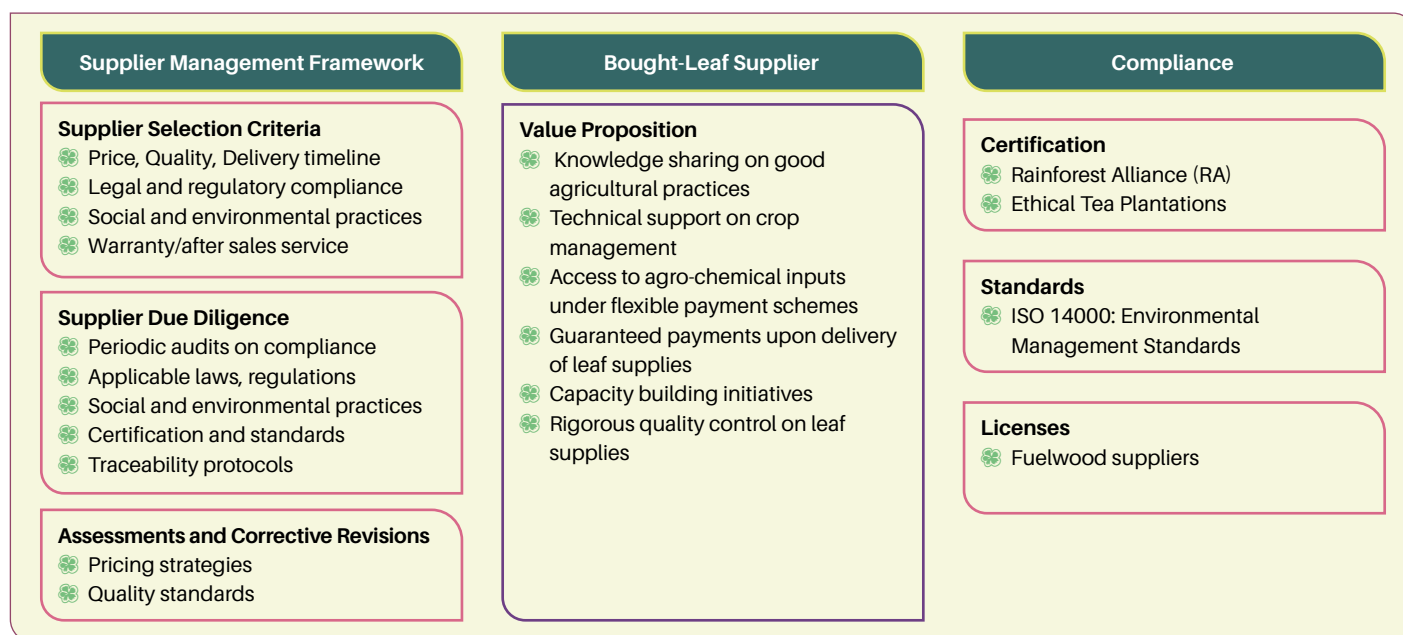 Supplier Management Framework
Supplier Selection Criteria
Price, Quality, Delivery timeline
Legal and regulatory compliance
Social and environmental practices
Warranty/after sales service
Supplier Due Diligence
Periodic audits on compliance
Applicable laws, regulations
Social and environmental practices
Certification and standards
Traceability protocols
Assessments and Corrective Revisions
Pricing strategies
Quality standards
Bought-Leaf Supplier
Value Proposition
Knowledge sharing on good
agricultural practices
Technical support on crop
management
Access to agro-chemical inputs
under flexible payment schemes
Guaranteed payments upon delivery
of leaf supplies
Capacity building initiatives
Rigorous quality control on leaf
supplies
Compliance
Certification
Rainforest Alliance (RA)
Ethical Tea Plantations
Standards
ISO 14000: Environmental
Management Standards
Licenses
Fuelwood suppliers